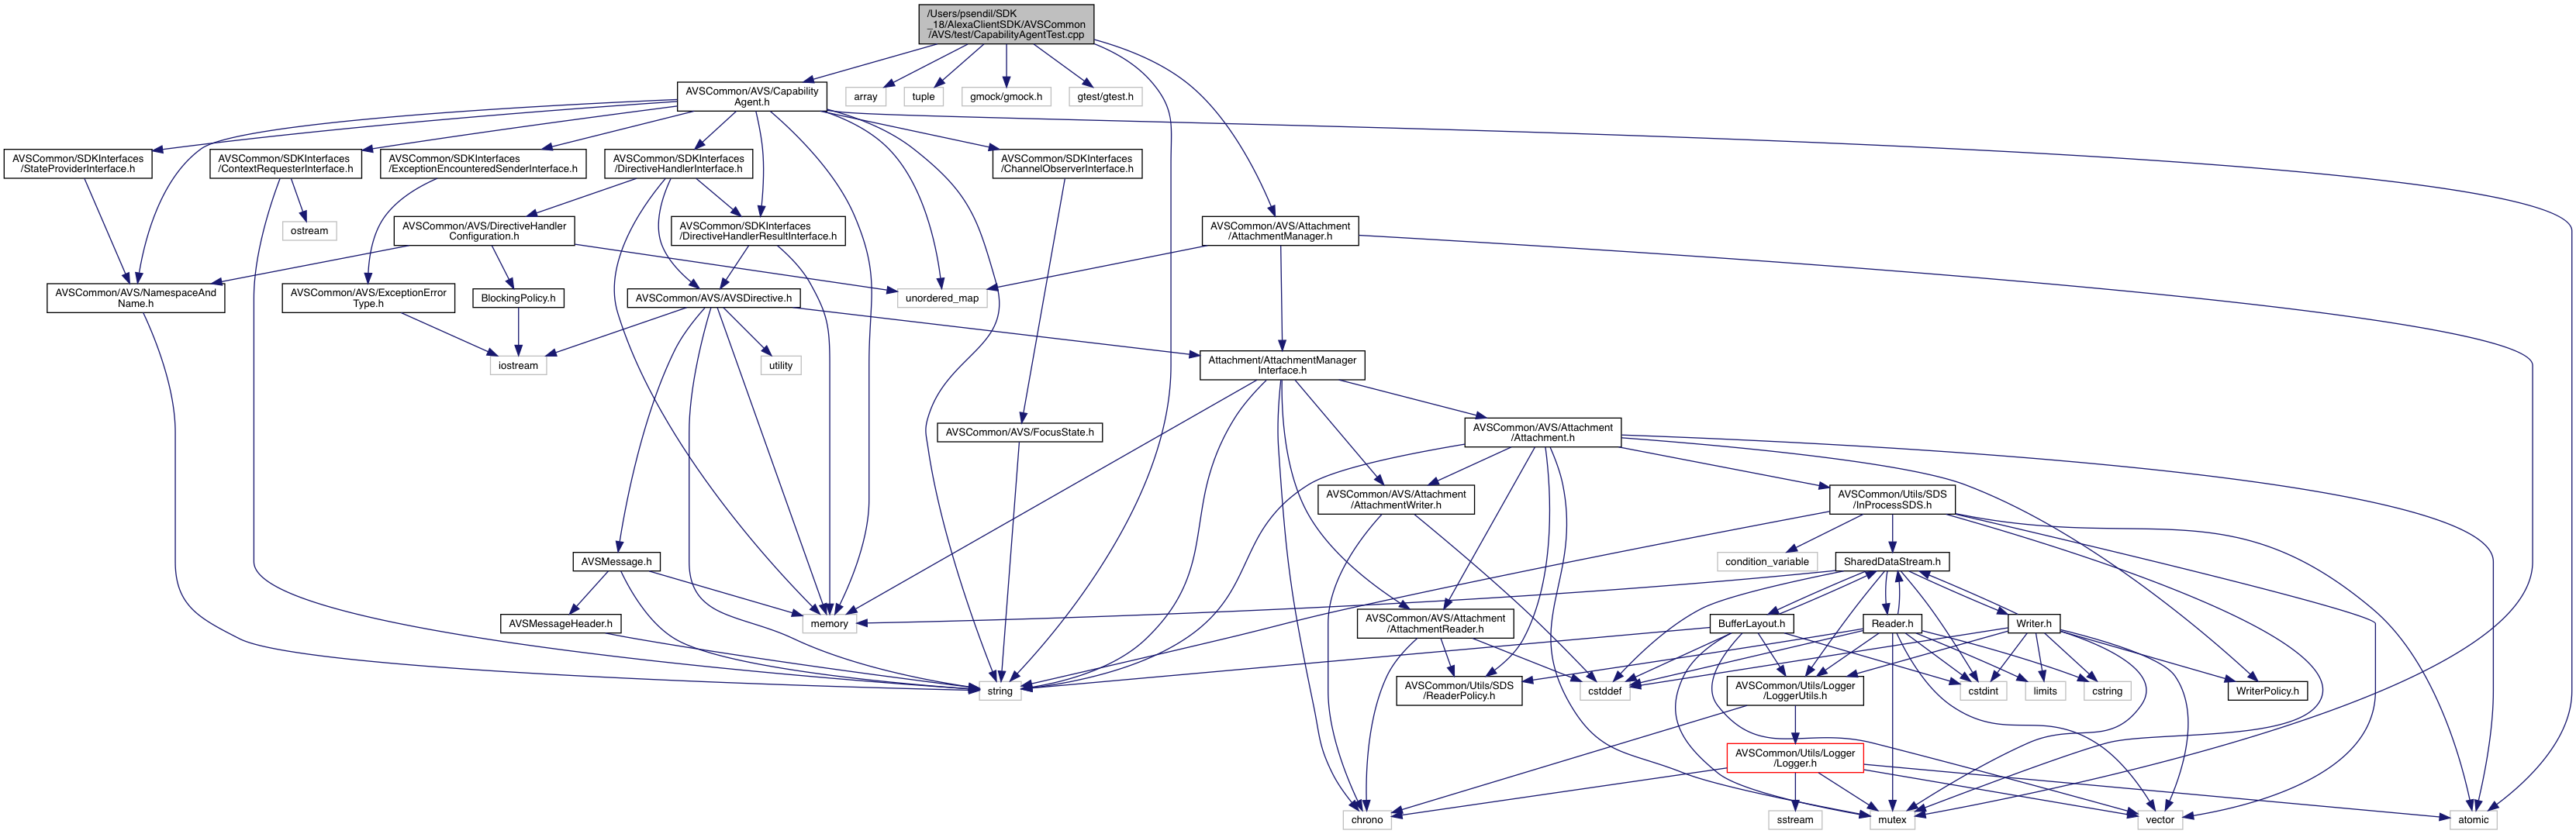 /Users/psendil/SDK
_18/AlexaClientSDK/AVSCommon
/AVS/test/CapabilityAgentTest.cpp
AVSCommon/AVS/Capability
Agent.h
array
tuple
gmock/gmock.h
gtest/gtest.h
AVSCommon/SDKInterfaces
/StateProviderInterface.h
AVSCommon/SDKInterfaces
/ContextRequesterInterface.h
AVSCommon/SDKInterfaces
/ExceptionEncounteredSenderInterface.h
AVSCommon/SDKInterfaces
/DirectiveHandlerInterface.h
AVSCommon/SDKInterfaces
/ChannelObserverInterface.h
ostream
AVSCommon/AVS/DirectiveHandler
Configuration.h
AVSCommon/SDKInterfaces
/DirectiveHandlerResultInterface.h
AVSCommon/AVS/Attachment
/AttachmentManager.h
AVSCommon/AVS/NamespaceAnd
Name.h
AVSCommon/AVS/ExceptionError
Type.h
BlockingPolicy.h
AVSCommon/AVS/AVSDirective.h
unordered_map
iostream
utility
Attachment/AttachmentManager
Interface.h
AVSCommon/AVS/FocusState.h
AVSCommon/AVS/Attachment
/Attachment.h
AVSCommon/AVS/Attachment
/AttachmentWriter.h
AVSCommon/Utils/SDS
/InProcessSDS.h
AVSMessage.h
condition_variable
SharedDataStream.h
AVSMessageHeader.h
memory
AVSCommon/AVS/Attachment
/AttachmentReader.h
BufferLayout.h
Reader.h
Writer.h
string
AVSCommon/Utils/SDS
/ReaderPolicy.h
cstddef
AVSCommon/Utils/Logger
/LoggerUtils.h
cstdint
limits
cstring
WriterPolicy.h
AVSCommon/Utils/Logger
/Logger.h
chrono
sstream
mutex
vector
atomic